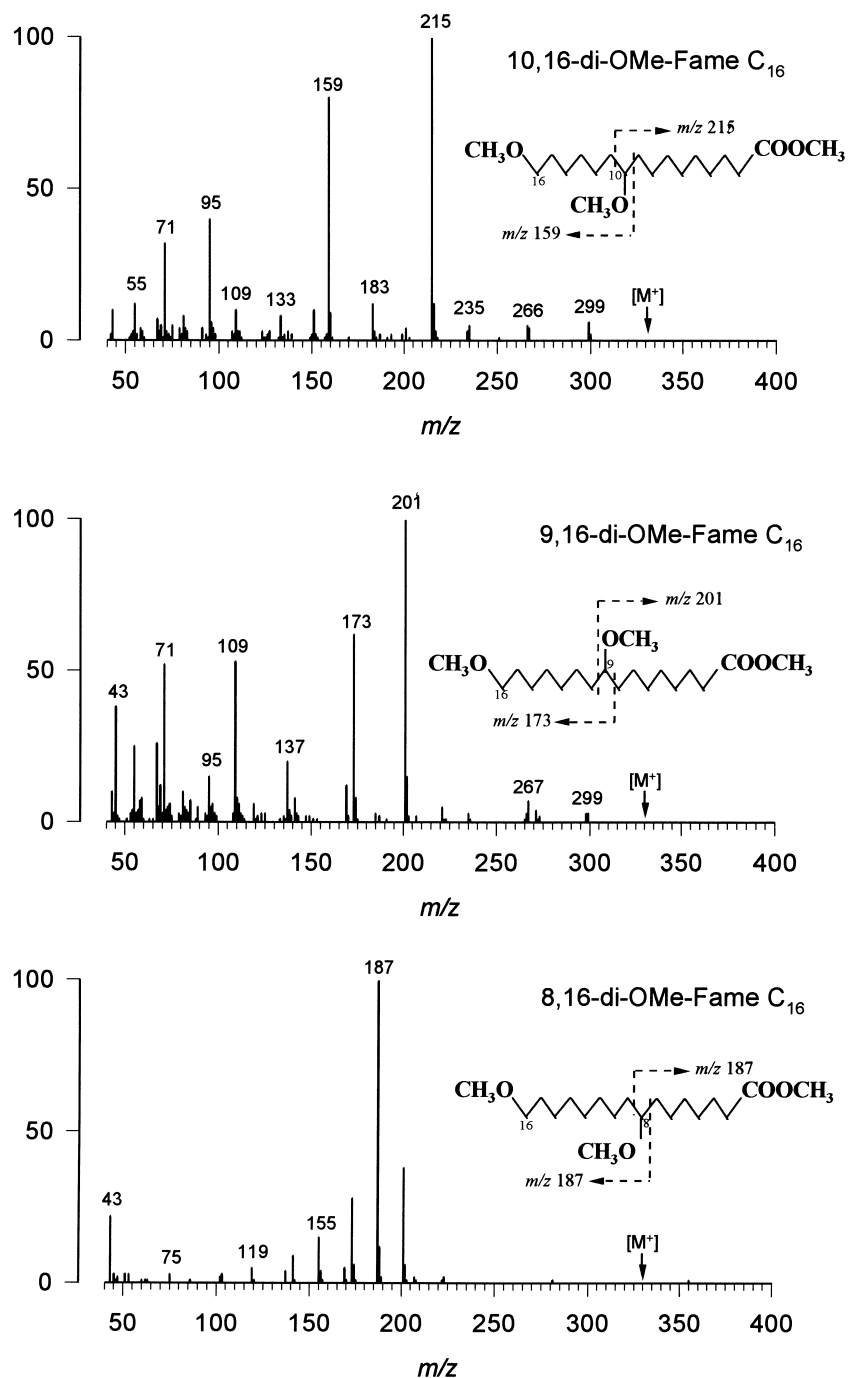 215
100
10,16-di-OMe-Fame C16
159
m/z 215
CH3O
COOCH3
16
10
CH3O
m/z 159
50
95
71
55
109
133
183
235
266
299
[M+]
0
50 100 150 200 250 300 350 400
m/z
201
100
9,16-di-OMe-Fame C16
m/z 201
OCH3
9
CH3O
COOCH3
16
m/z 173
173
109
71
50
43
137
95
267
299
[M+]
0
50 100 150 200 250 300 350 400
m/z
187
100
8,16-di-OMe-Fame C16
m/z 187
CH3O
COOCH3
16
8
CH3O
m/z 187
50
43
75
119
155
[M+]
0
50 100 150 200 250 300 350 400
m/z